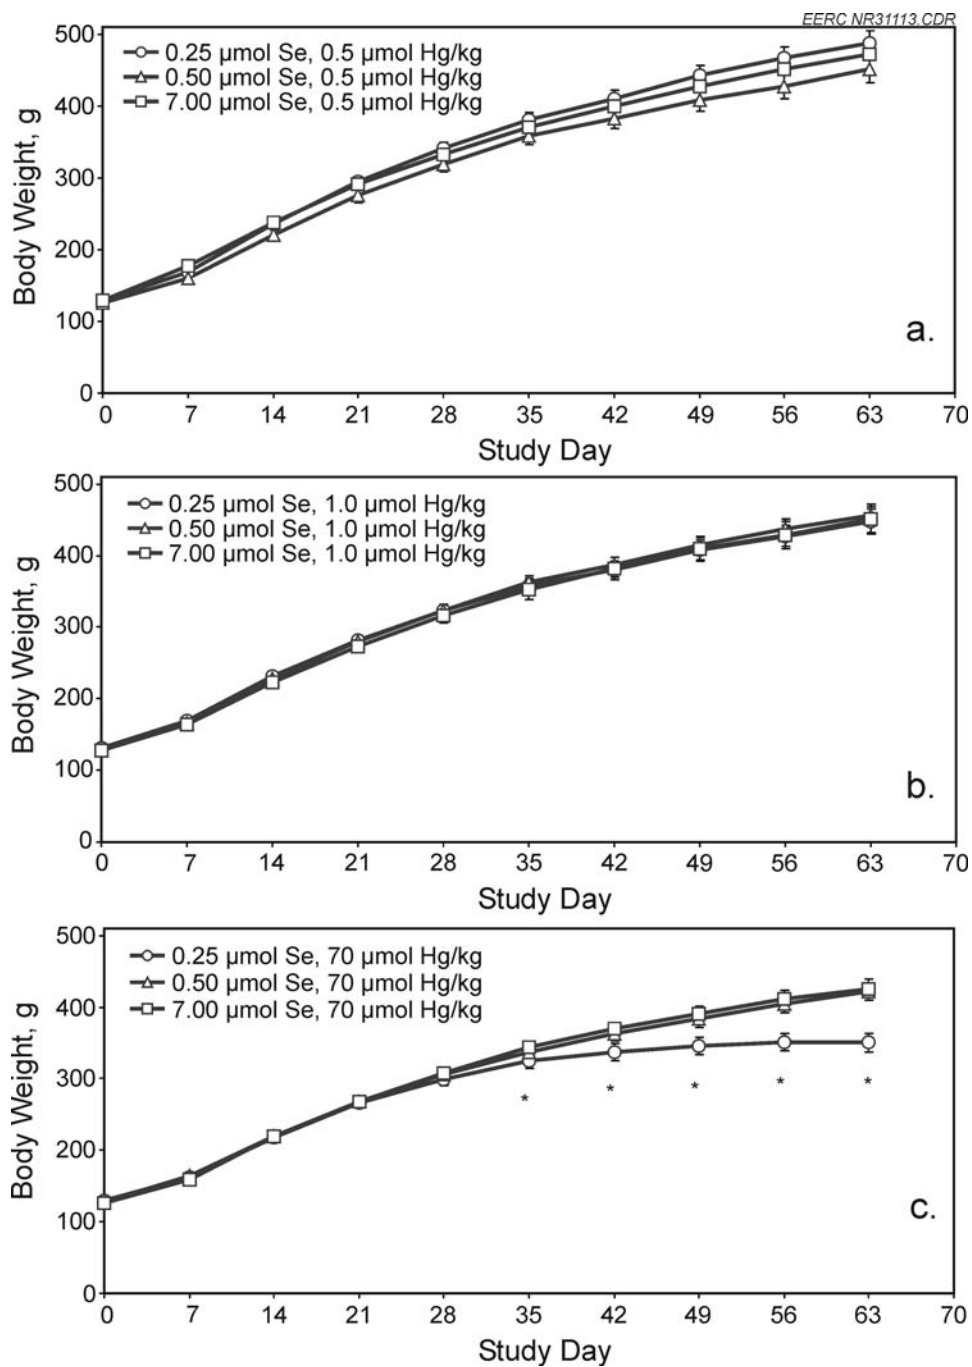 EERC NR31113.CDR
500
400
300
200
100
0
Body Weight, g
0.25 µmol Se, 0.5 µmol Hg/kg
0.50 µmol Se, 0.5 µmol Hg/kg
7.00 µmol Se, 0.5 µmol Hg/kg
a.
0 7 14 21 28 35 42 49 56 63 70
Study Day
500
400
300
200
100
0
Body Weight, g
0.25 µmol Se, 1.0 µmol Hg/kg
0.50 µmol Se, 1.0 µmol Hg/kg
7.00 µmol Se, 1.0 µmol Hg/kg
b.
0 7 14 21 28 35 42 49 56 63 70
Study Day
500
400
300
200
100
0
Body Weight, g
0.25 µmol Se, 70 µmol Hg/kg
0.50 µmol Se, 70 µmol Hg/kg
7.00 µmol Se, 70 µmol Hg/kg
* * * * *
c.
0 7 14 21 28 35 42 49 56 63 70
Study Day